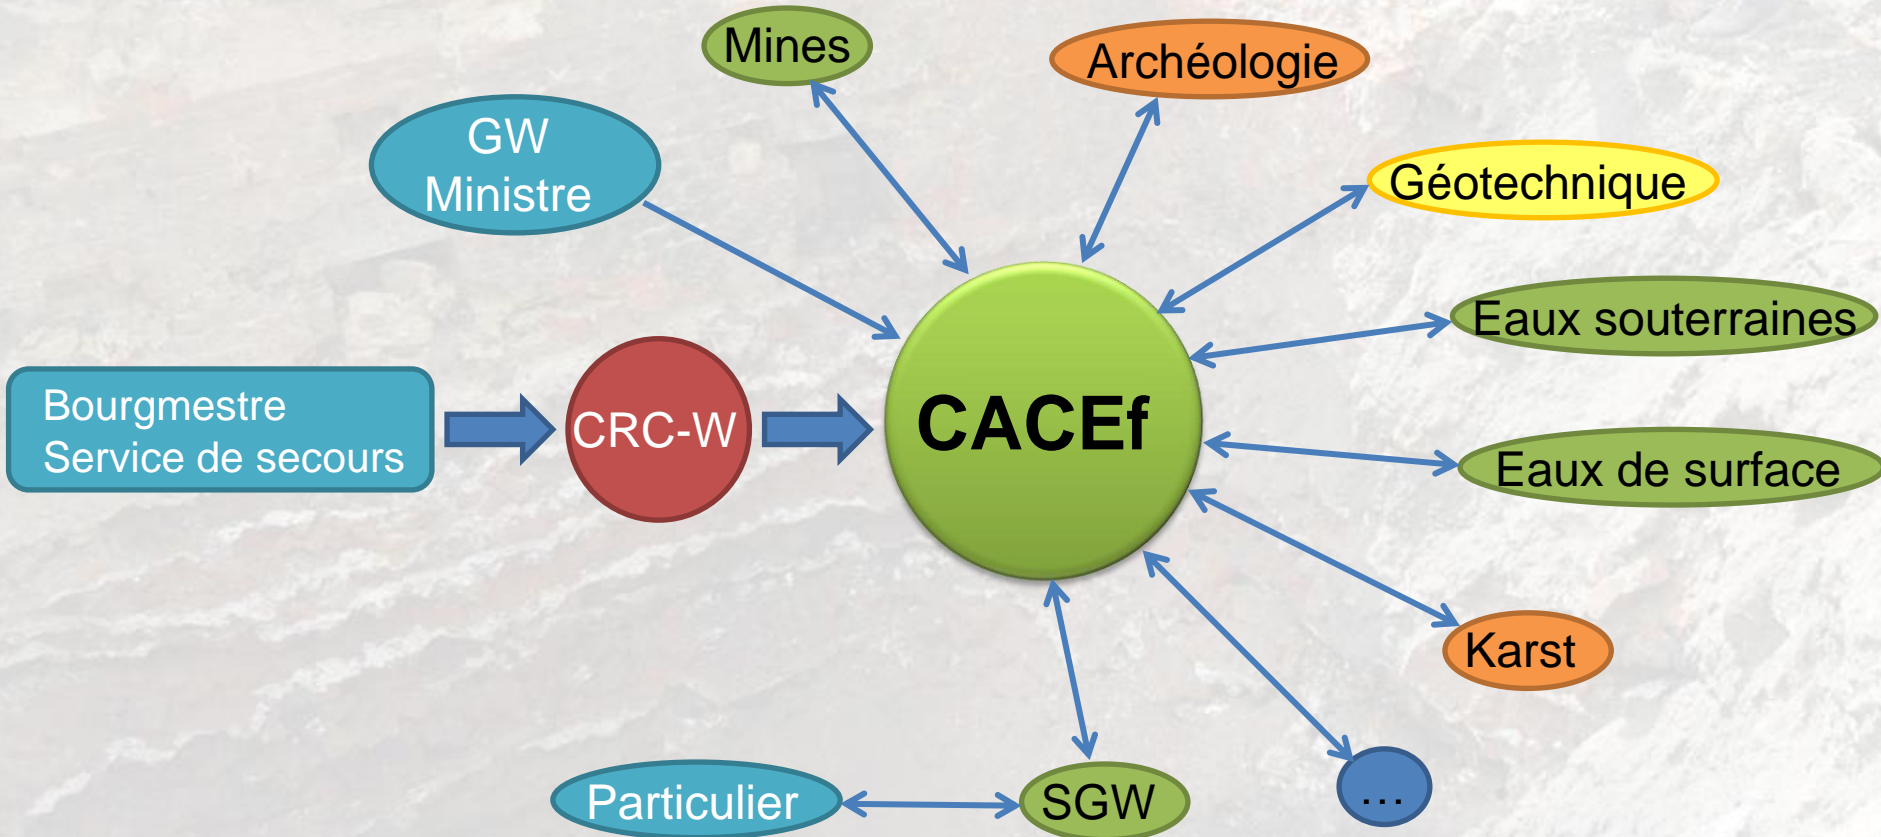 Mines
Archéologie
GW
Ministre
Géotechnique
Eaux souterraines
Bourgmestre
Service de secours
CRC-W
CACEf
Eaux de surface
Karst
Particulier
SGW
...